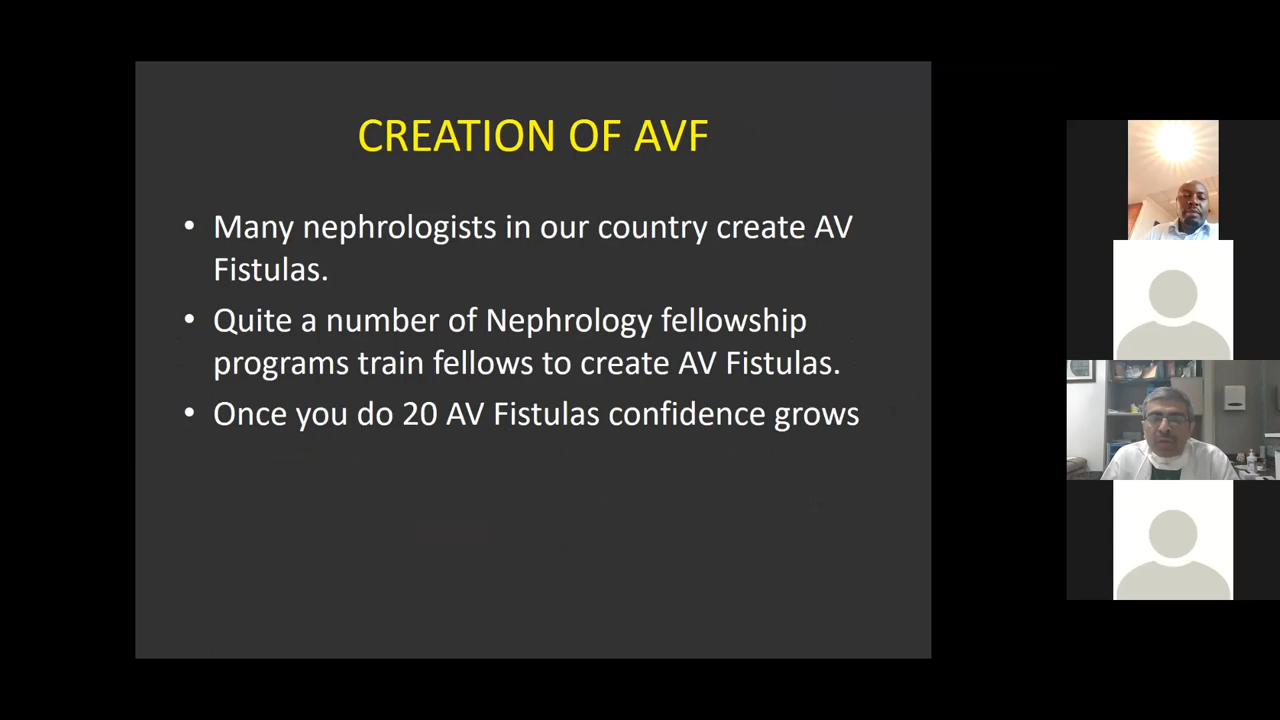 CREATION OF AVF
• Many nephrologists in our country create AV
Fistulas.
• Quite a number of Nephrology fellowship
programs train fellows to create AV Fistulas.
• Once you do 20 AV Fistulas confidence grows